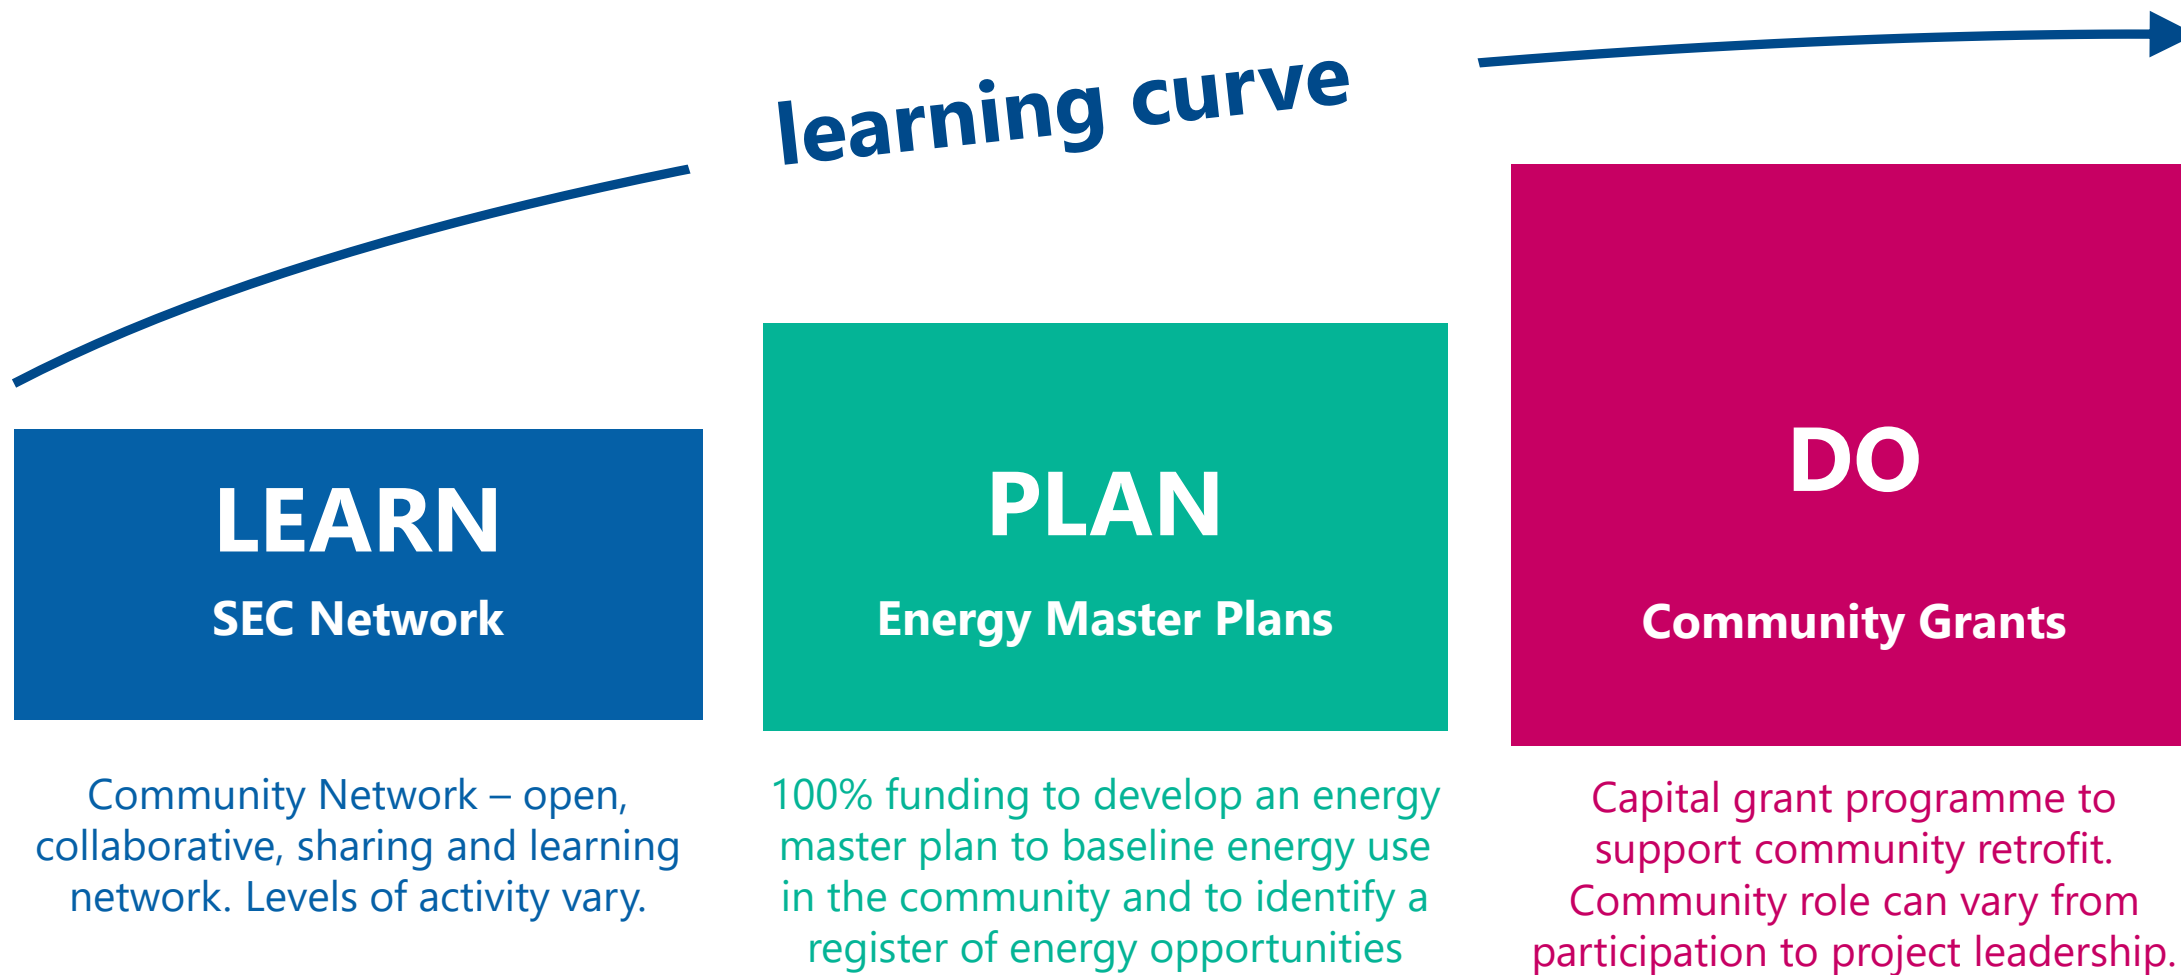 learning curve
LEARN
SEC Network
Community Network – open,
collaborative, sharing and learning
network. Levels of activity vary.
PLAN
Energy Master Plans
100% funding to develop an energy
master plan to baseline energy use
in the community and to identify a
register of energy opportunities
DO
Community Grants
Capital grant programme to
support community retrofit.
Community role can vary from
participation to project leadership.